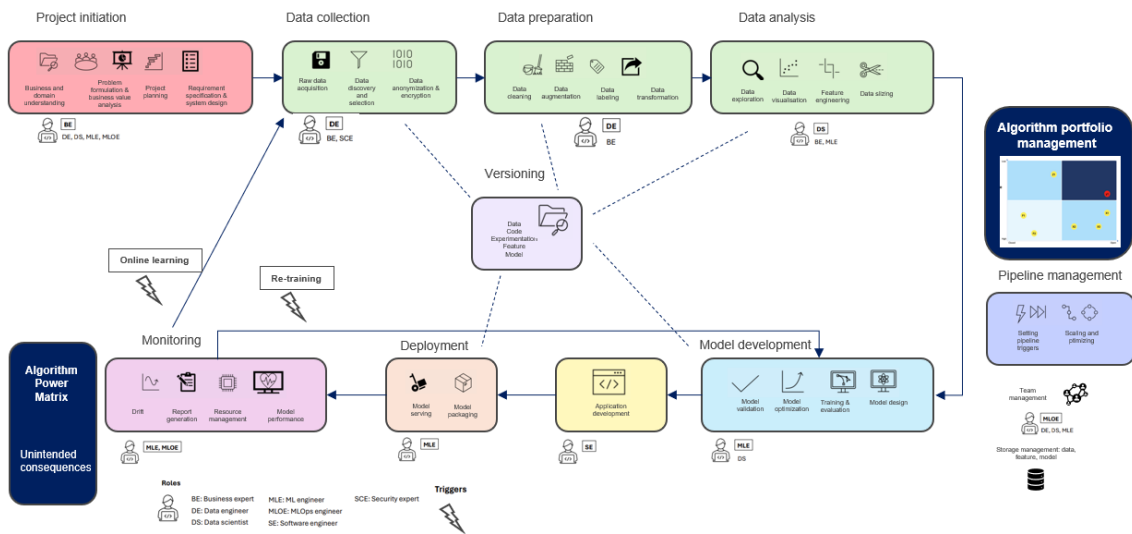 Project initiation
Data collection
Data preparation
Data analysis
Business and
domain
understanding
Problem
formulation &
business value
analysis
Project
planning
Requirement
specification &
system design
BE
DE, DS, MLE, MLOE
Raw data
acquisition
Data
discovery
and
selection
Data
anonymization &
encryption
DE
BE, SCE
Data
cleaning
Data
augmentation
Data
labeling
Data
transformation
DE
BE
Data
exploration
Data
visualisation
Feature
engineering
Data slizing
DS
BE, MLE
Algorithm portfolio
management
Versioning
Data
Code
Experimentation
Feature
Model
Online learning
Re-training
Pipeline management
Setting
pipeline
triggers
Scaling and
ptimizing
Team
management
MLOE
DE, DS, MLE
Storage management: data,
feature, model
Algorithm
Power
Matrix
Unintended
consequences
Monitoring
Drift
Report
generation
Resource
management
Model
performance
MLE, MLOE
Deployment
Model
serving
Model
packaging
MLE
Application
development
SE
Model development
Model
validation
Model
optimization
Training &
evaluation
Model design
MLE
DS
Roles
BE: Business expert
DE: Data engineer
DS: Data scientist
MLE: ML engineer
MLOE: MLOps engineer
SE: Software engineer
SCE: Security expert
Triggers